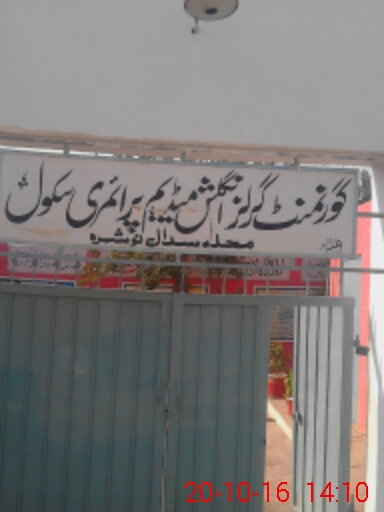 گورنمنٹ گرلز انگلش میڈیم پرائمری سکول
محلہ سدال نوشہرہ
20-10-16 14:10